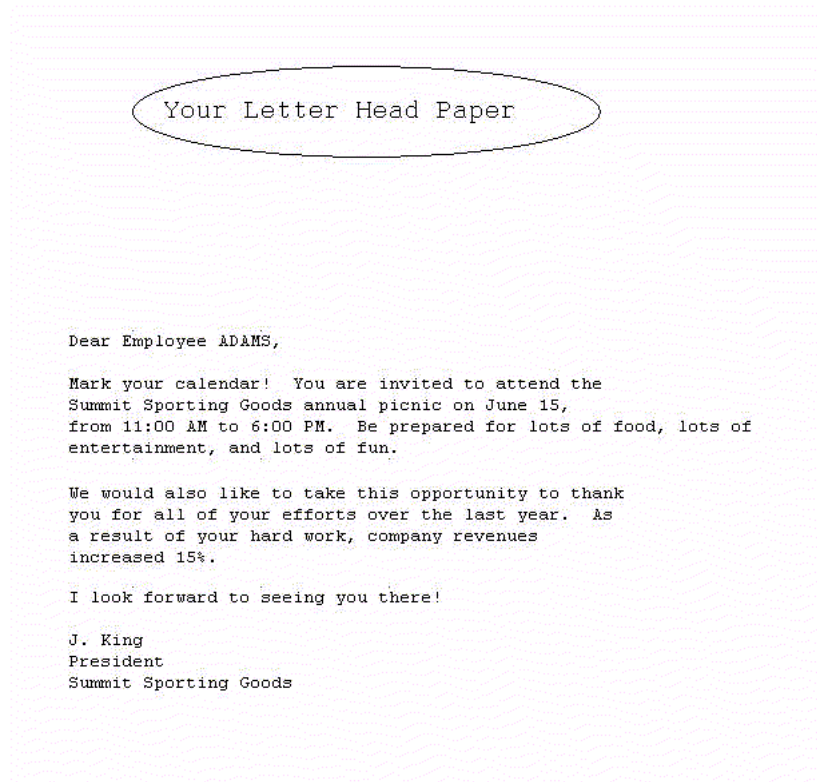 Your Letter Head Paper
Dear Employee ADAMS,
Mark your calendar!  You are invited to attend the
Summit Sporting Goods annual picnic on June 15,
from 11:00 AM to 6:00 PM.  Be prepared for lots of food, lots of
entertainment, and lots of fun.
We would also like to take this opportunity to thank
you for all of your efforts over the last year.  As
a result of your hard work, company revenues
increased 15%.
I look forward to seeing you there!
J. King
President
Summit Sporting Goods